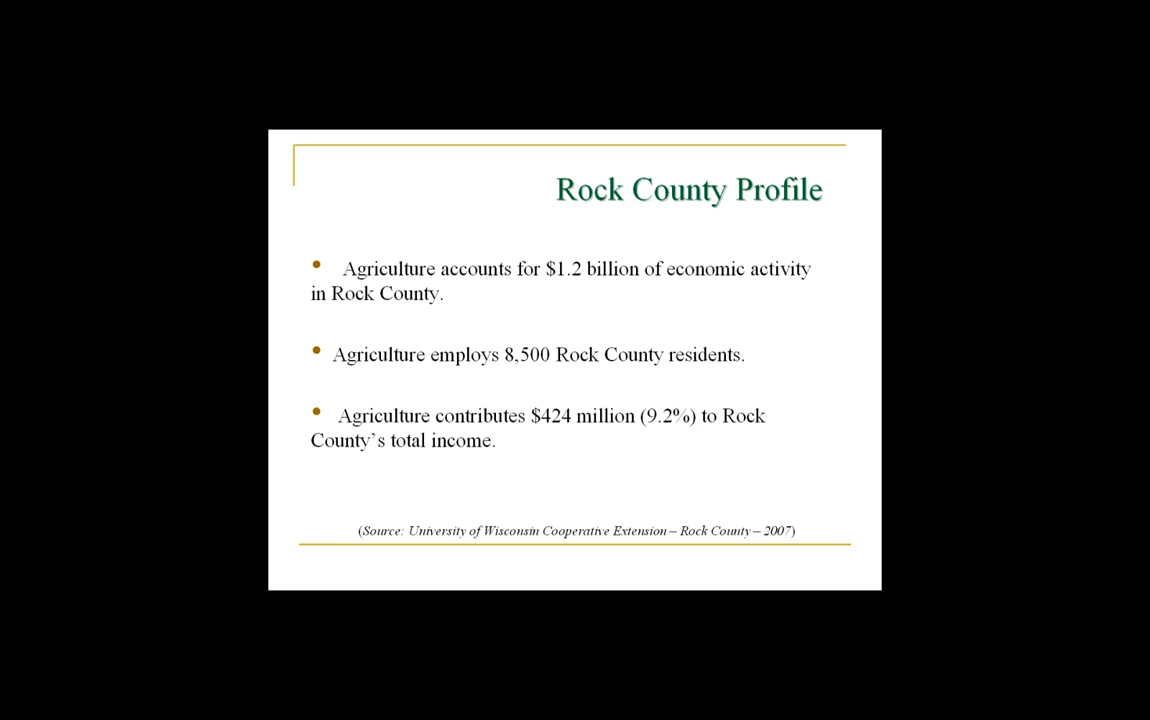 Rock County Profile
• Agriculture accounts for $1.2 billion of economic activity
in Rock County.
• Agriculture employs 8,500 Rock County residents.
• Agriculture contributes $424 million (9.2%) to Rock
County’s total income.
(Source: University of Wisconsin Cooperative Extension – Rock County – 2007)